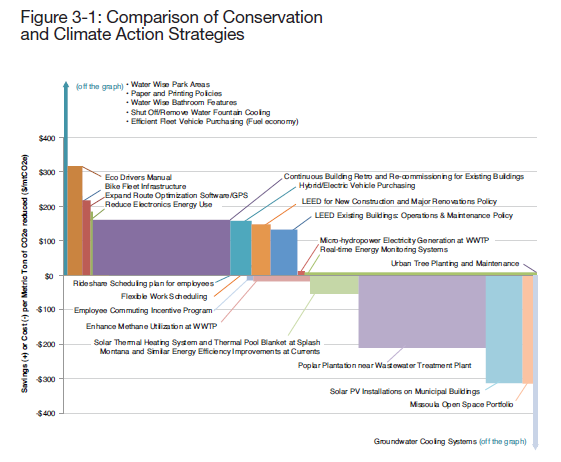 Figure 3-1: Comparison of Conservation
and Climate Action Strategies
(off the graph)
• Water Wise Park Areas
• Paper and Printing Policies
• Water Wise Bathroom Features
• Shut Off/Remove Water Fountain Cooling
• Efficient Fleet Vehicle Purchasing (Fuel economy)
Savings (+) or Cost (-) per Metric Ton of CO2e reduced ($/mtCO2e)
$400
$300
$200
$100
$0
-$100
-$200
-$300
-$400
Eco Drivers Manual
Bike Fleet Infrastructure
Expand Route Optimization Software/GPS
Reduce Electronics Energy Use
Continuous Building Retro and Re-commissioning for Existing Buildings
Hybrid/Electric Vehicle Purchasing
LEED for New Construction and Major Renovations Policy
LEED Existing Buildings: Operations & Maintenance Policy
Micro-hydropower Electricity Generation at WWTP
Real-time Energy Monitoring Systems
Urban Tree Planting and Maintenance
Rideshare Scheduling plan for employees
Flexible Work Scheduling
Employee Commuting Incentive Program
Enhance Methane Utilization at WWTP
Solar Thermal Heating System and Thermal Pool Blanket at Splash
Montana and Similar Energy Efficiency Improvements at Currents
Poplar Plantation near Wastewater Treatment Plant
Solar PV Installations on Municipal Buildings
Missoula Open Space Portfolio
Groundwater Cooling Systems (off the graph)